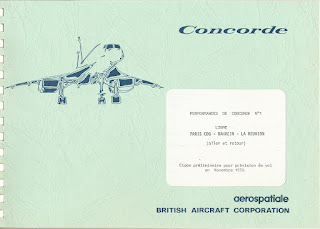 Concorde
PERFORMANCES DE CONCORDE N°1
LIGNE
PARIS CDG - BAHREIN - LA REUNION
(Aller et retour)
Etude préliminaire pour prévision de vol
en Novembre
aerospatiale
BRITISH AIRCRAFT CORPORATION